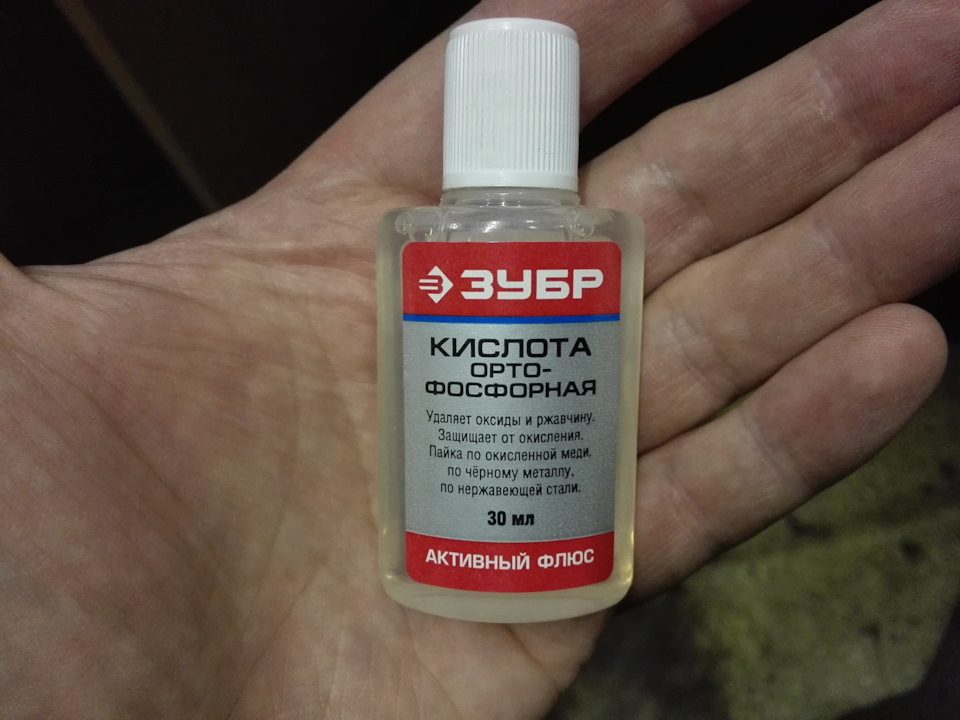 ЗУБР
КИСЛОТА
ОРТО-
ФОСФОРНАЯ
Удаляет оксиды и ржавчину.
Защищает от окисления.
Пайка по окисленной меди,
по чёрному металлу,
по нержавеющей стали.
30 мл
АКТИВНЫЙ ФЛЮС